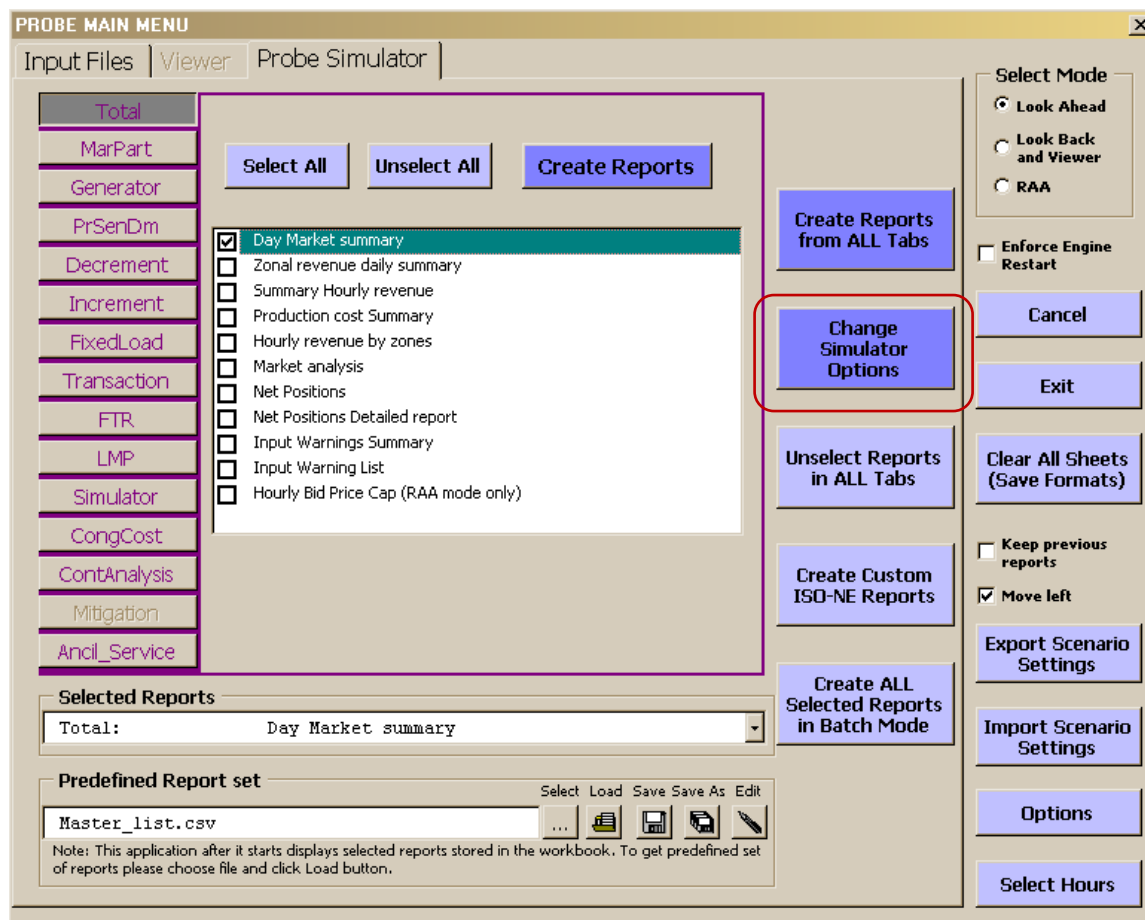 PROBE MAIN MENU
Input Files
Viewer
Probe Simulator
Total
MarPart
Generator
PrSenDm
Decrement
Increment
FixedLoad
Transaction
FTR
LMP
Simulator
CongCost
ContAnalysis
Mitigation
Ancil_Service
Select All
Unselect All
Create Reports
Day Market summary
Zonal revenue daily summary
Summary Hourly revenue
Production cost Summary
Hourly revenue by zones
Market analysis
Net Positions
Net Positions Detailed report
Input Warnings Summary
Input Warning List
Hourly Bid Price Cap (RAA mode only)
Create Reports
from ALL Tabs
Change
Simulator
Options
Unselect Reports
in ALL Tabs
Create Custom
ISO-NE Reports
Create ALL
Selected Reports
in Batch Mode
Selected Reports
Total: Day Market summary
Predefined Report set
Select Load Save Save As Edit
Master_list.csv
...
Note: This application after it starts displays selected reports stored in the workbook. To get predefined set
of reports please choose file and click Load button.
Select Mode
Look Ahead
Look Back
and Viewer
RAA
Enforce Engine
Restart
Cancel
Exit
Clear All Sheets
(Save Formats)
Keep previous
reports
Move left
Export Scenario
Settings
Import Scenario
Settings
Options
Select Hours